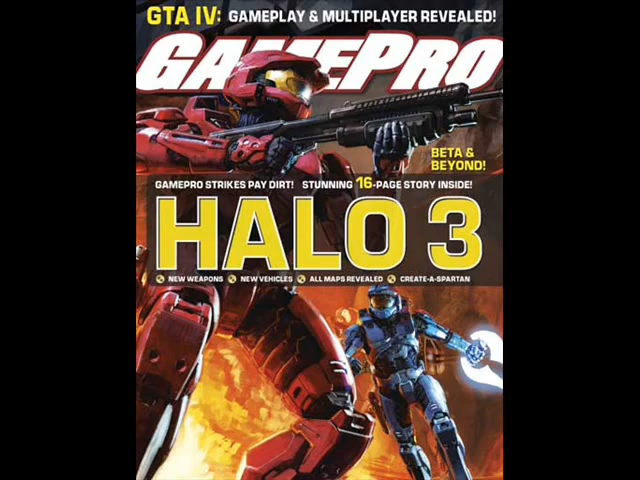 GTA IV: GAMEPLAY & MULTIPLAYER REVEALED!
GAMEPRO
BETA &
BEYOND!
GAMEPRO STRIKES PAY DIRT! STUNNING 16-PAGE STORY INSIDE!
HALO 3
NEW WEAPONS NEW VEHICLES ALL MAPS REVEALED CREATE-A-SPARTAN